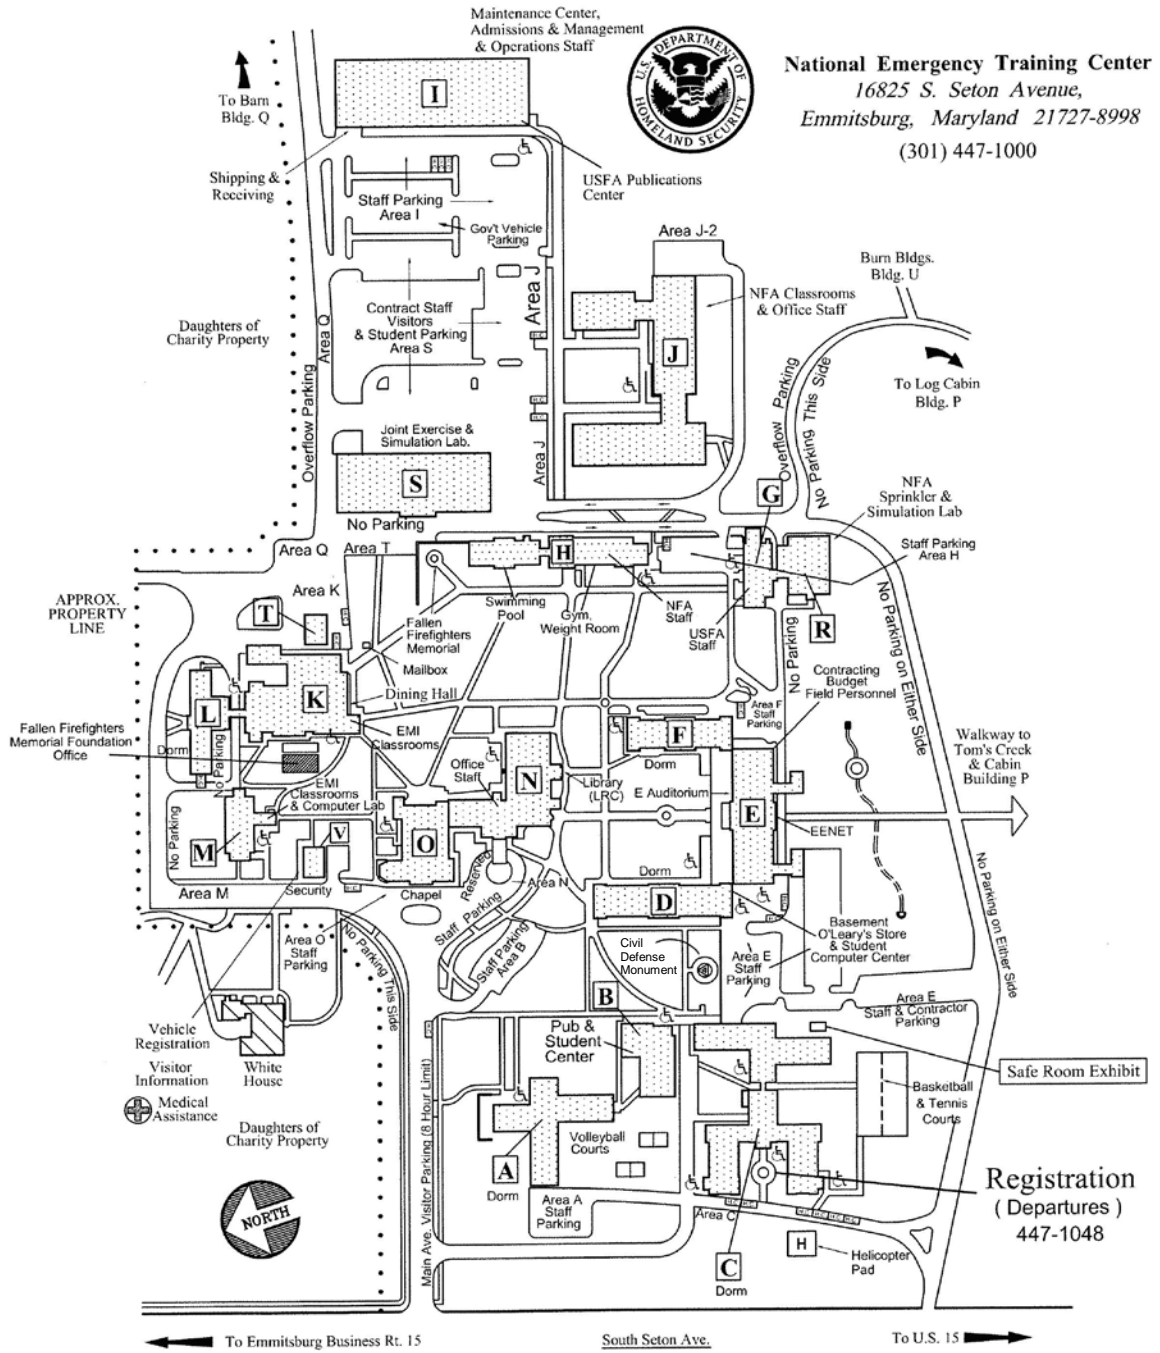 Maintenance Center,
Admissions & Management
& Operations Staff
U.S. DEPARTMENT OF
HOMELAND SECURITY
National Emergency Training Center
16825 S. Seton Avenue,
Emmitsburg, Maryland 21727-8998
(301) 447-1000
To Barn
Bldg. Q
I
Shipping &
Receiving
Staff Parking
Area I
Gov't Vehicle
Parking
USFA Publications
Center
Area J-2
Burn Bldgs.
Bldg. U
NFA Classrooms
& Office Staff
Area J
Daughters of
Charity Property
Area Q
Contract Staff
Visitors
& Student Parking
Area S
J
To Log Cabin
Bldg. P
Overflow Parking
No Parking This Side
Overflow Parking
Joint Exercise &
Simulation Lab.
Area J
S
No Parking
G
NFA
Sprinkler &
Simulation Lab
Staff Parking
Area H
Area Q
Area T
H
APPROX.
PROPERTY
LINE
Area K
T
Swimming
Pool
Gym,
Weight Room
NFA
Staff
USFA
Staff
R
No Parking
No Parking on Either Side
Fallen
Firefighters
Memorial
Mailbox
Contracting
Budget
Field Personnel
Dining Hall
K
L
Area F
Staff
Parking
Fallen Firefighters
Memorial Foundation
Office
Dorm
No Parking
EMI
Classrooms
F
Dorm
Walkway to
Tom's Creek
& Cabin
Building P
Office
Staff
N
Library
(LRC)
E Auditorium
E
EENET
EMI
Classrooms
& Computer Lab
No Parking
M
V
O
Area M
Security
Chapel
Reserved
Area N
Dorm
D
No Parking on Either Side
Staff Parking
Staff Parking
Area B
Area O
Staff
Parking
No Parking This Side
Civil
Defense
Monument
Basement
O'Leary's Store
& Student
Computer Center
Area E
Staff
Parking
B
Area E
Staff & Contractor
Parking
Vehicle
Registration
Visitor
Information
Medical
Assistance
White
House
Pub &
Student
Center
Safe Room Exhibit
Basketball
& Tennis
Courts
Daughters of
Charity Property
Main Ave. Visitor Parking (8 Hour Limit)
Volleyball
Courts
A
Dorm
Area A
Staff
Parking
Area C
Registration
( Departures )
447-1048
NORTH
C
Dorm
H
Helicopter
Pad
To Emmitsburg Business Rt. 15
South Seton Ave.
To U.S. 15